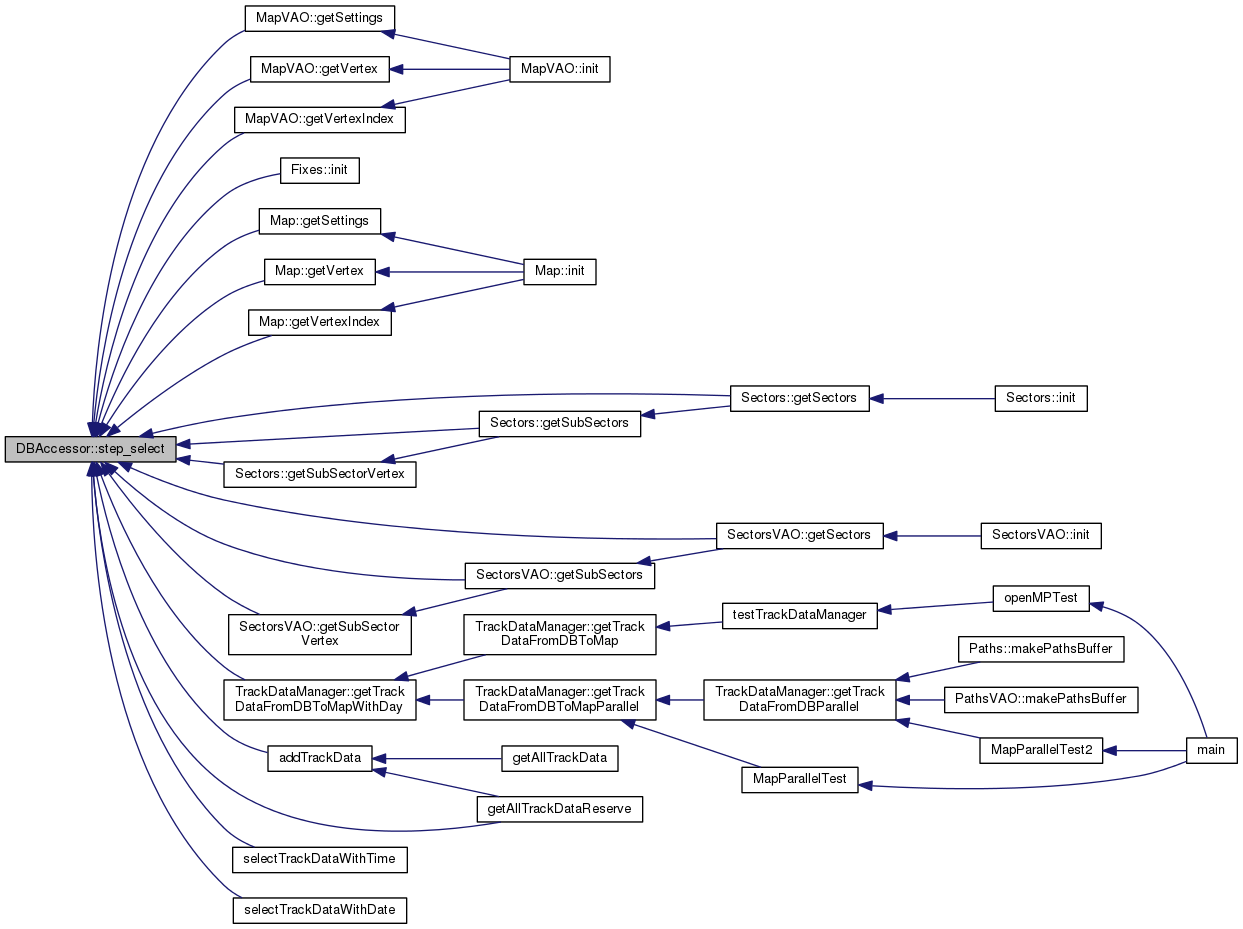 MapVAO::getSettings
MapVAO::getVertex
MapVAO::init
MapVAO::getVertexIndex
Fixes::init
Map::getSettings
Map::getVertex
Map::init
Map::getVertexIndex
Sectors::getSectors
Sectors::init
Sectors::getSubSectors
DBAccessor::step_select
Sectors::getSubSectorVertex
SectorsVAO::getSectors
SectorsVAO::init
SectorsVAO::getSubSectors
openMPTest
testTrackDataManager
SectorsVAO::getSubSector
Vertex
TrackDataManager::getTrack
DataFromDBToMap
Paths::makePathsBuffer
TrackDataManager::getTrack
DataFromDBToMapWithDay
TrackDataManager::getTrack
DataFromDBToMapParallel
TrackDataManager::getTrack
DataFromDBParallel
PathsVAO::makePathsBuffer
MapParallelTest2
main
addTrackData
getAllTrackData
MapParallelTest
getAllTrackDataReserve
selectTrackDataWithTime
selectTrackDataWithDate